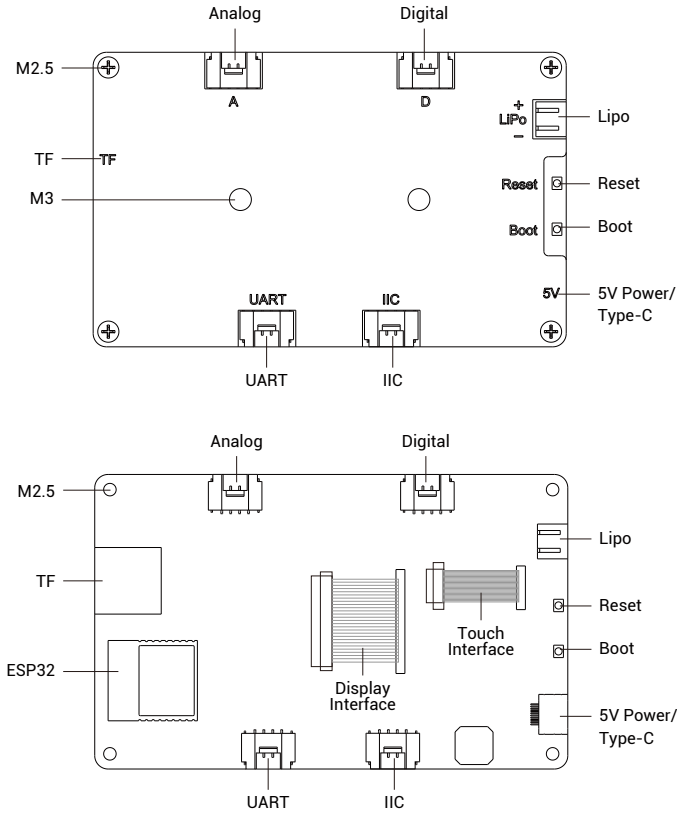 Analog
Digital
M2.5
A
D
+
LiPo
−
Lipo
TF
TF
Reset
Reset
M3
Boot
Boot
5V
5V Power/
Type-C
UART
IIC
UART
IIC
Analog
Digital
M2.5
Lipo
TF
Reset
Touch
Interface
Boot
ESP32
Display
Interface
5V Power/
Type-C
UART
IIC